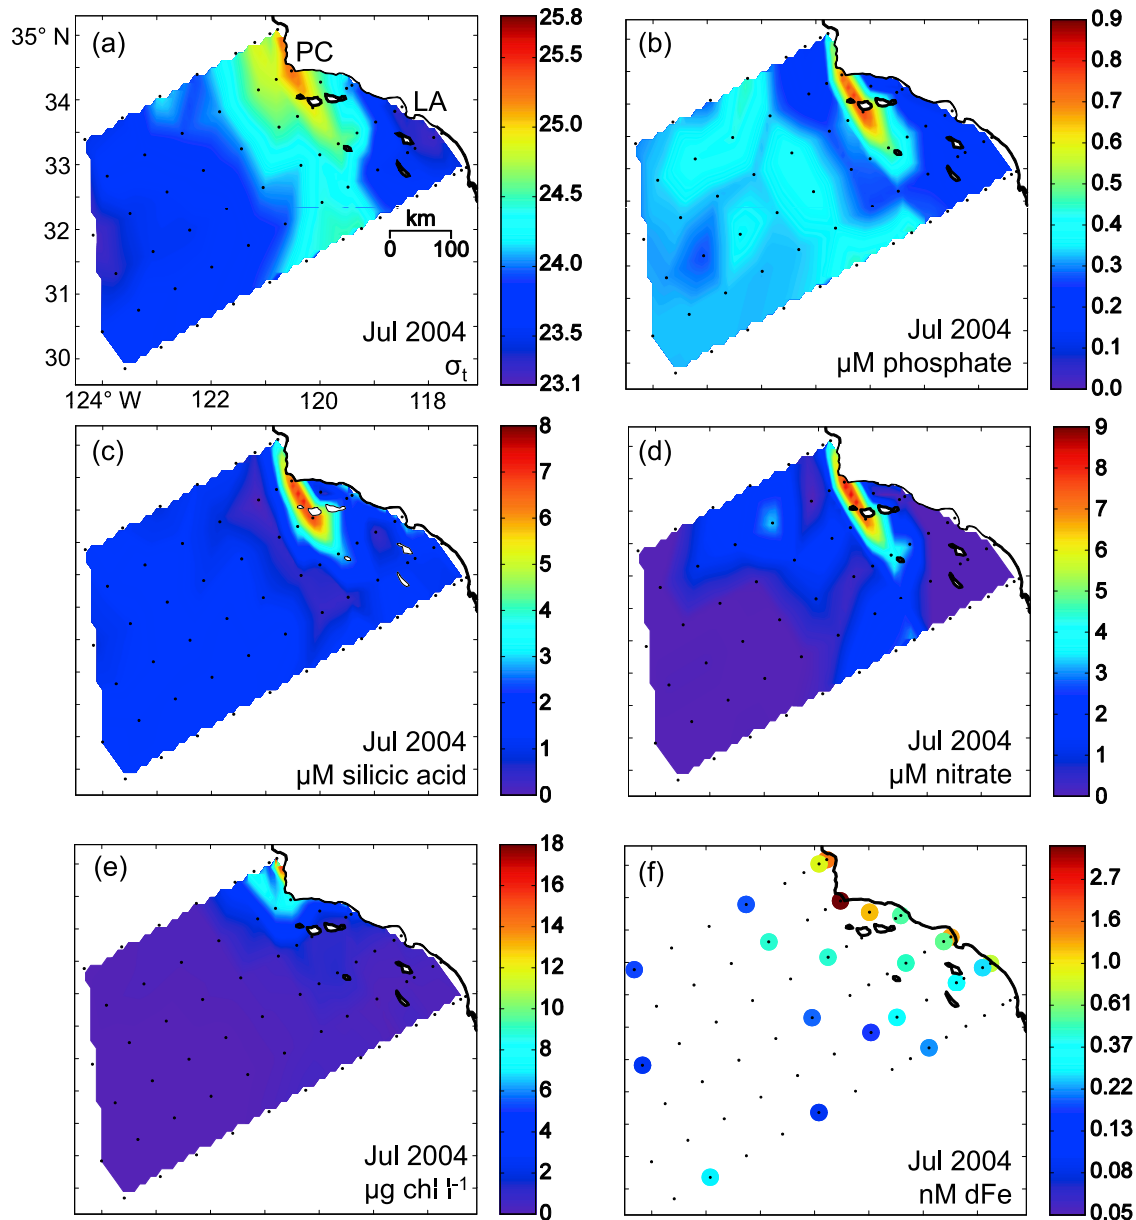 (a)
PC
LA
35° N
34
33
32
31
30
124° W
122
120
118
km
0 100
Jul 2004
σt
25.8
25.5
25.0
24.5
24.0
23.5
23.1
(b)
Jul 2004
µM phosphate
0.9
0.8
0.7
0.6
0.5
0.4
0.3
0.2
0.1
0.0
(c)
Jul 2004
µM silicic acid
8
7
6
5
4
3
2
1
0
(d)
Jul 2004
µM nitrate
9
8
7
6
5
4
3
2
1
0
(e)
Jul 2004
µg chl l-1
18
16
14
12
10
8
6
4
2
0
(f)
Jul 2004
nM dFe
2.7
1.6
1.0
0.61
0.37
0.22
0.13
0.08
0.05